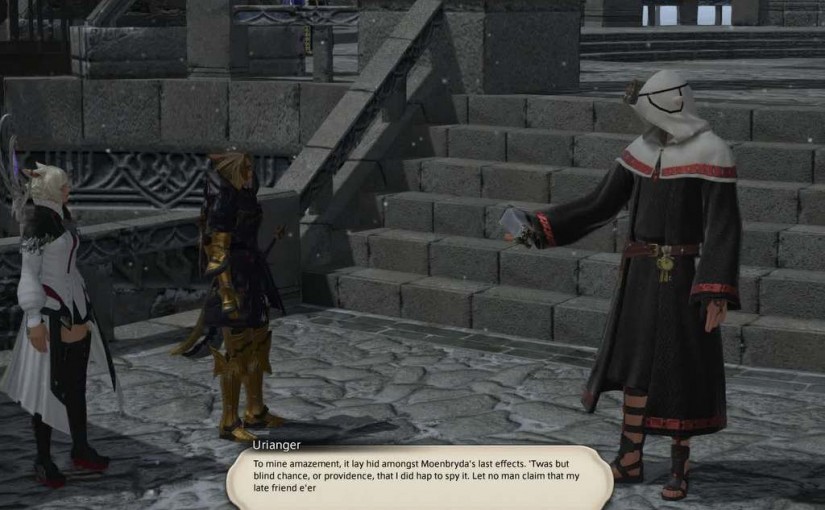 Urianger
To mine amazement, it lay hid amongst Moenbryda's last effects. 'Twas but
blind chance, or providence, that I did hap to spy it. Let no man claim that my
late friend e'er